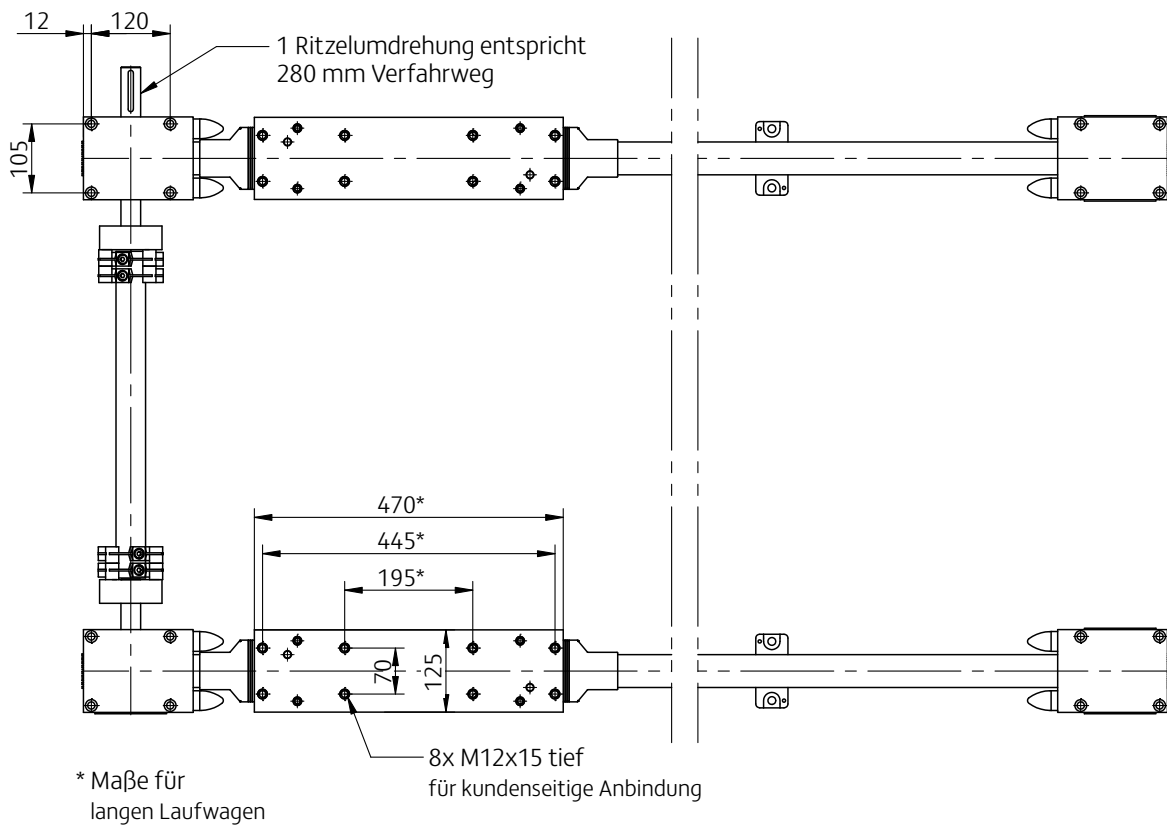 12
120
1 Ritzelumdrehung entspricht
280 mm Verfahrweg
105
470*
445*
195*
70
125
8x M12x15 tief
für kundenseitige Anbindung
* Maße für
langen Laufwagen